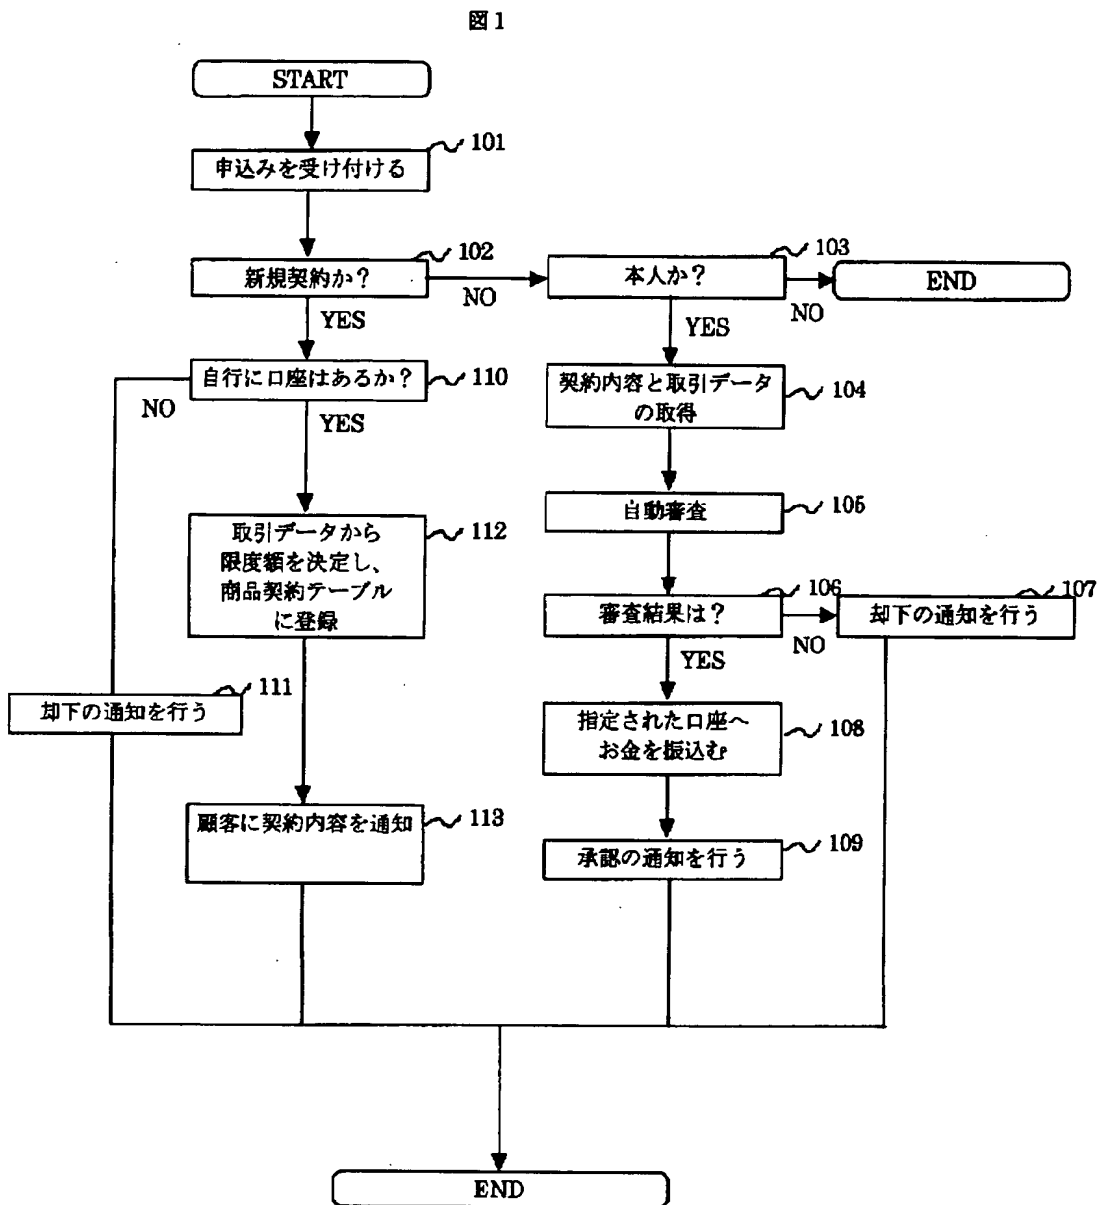 図1
START
101
申込みを受け付ける
102
新規契約か？
NO
YES
103
本人か？
NO
END
YES
自行に口座はあるか？
110
NO
YES
契約内容と取引データ
の取得
104
自動審査
105
取引データから
限度額を決定し、
商品契約テーブル
に登録
112
106
審査結果は？
NO
YES
107
却下の通知を行う
111
却下の通知を行う
指定された口座へ
お金を振込む
108
顧客に契約内容を通知
113
承認の通知を行う
109
END